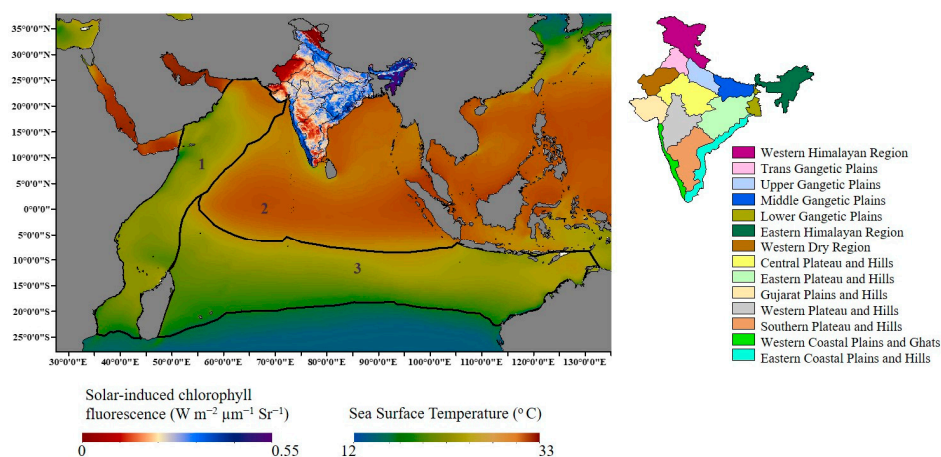 35°0'0"N
30°0'0"N
25°0'0"N
20°0'0"N
15°0'0"N
10°0'0"N
5°0'0"N
0°0'0"
5°0'0"S
10°0'0"S
15°0'0"S
20°0'0"S
25°0'0"S
1
2
3
30°0'0"E 40°0'0"E 50°0'0"E 60°0'0"E 70°0'0"E 80°0'0"E 90°0'0"E 100°0'0"E 110°0'0"E 120°0'0"E 130°0'0"E
Western Himalayan Region
Trans Gangetic Plains
Upper Gangetic Plains
Middle Gangetic Plains
Lower Gangetic Plains
Eastern Himalayan Region
Western Dry Region
Central Plateau and Hills
Eastern Plateau and Hills
Gujarat Plains and Hills
Western Plateau and Hills
Southern Plateau and Hills
Western Coastal Plains and Ghats
Eastern Coastal Plains and Hills
Solar-induced chlorophyll
fluorescence (W m⁻² µm⁻¹ Sr⁻¹)
0 0.55
Sea Surface Temperature (° C)
12 33